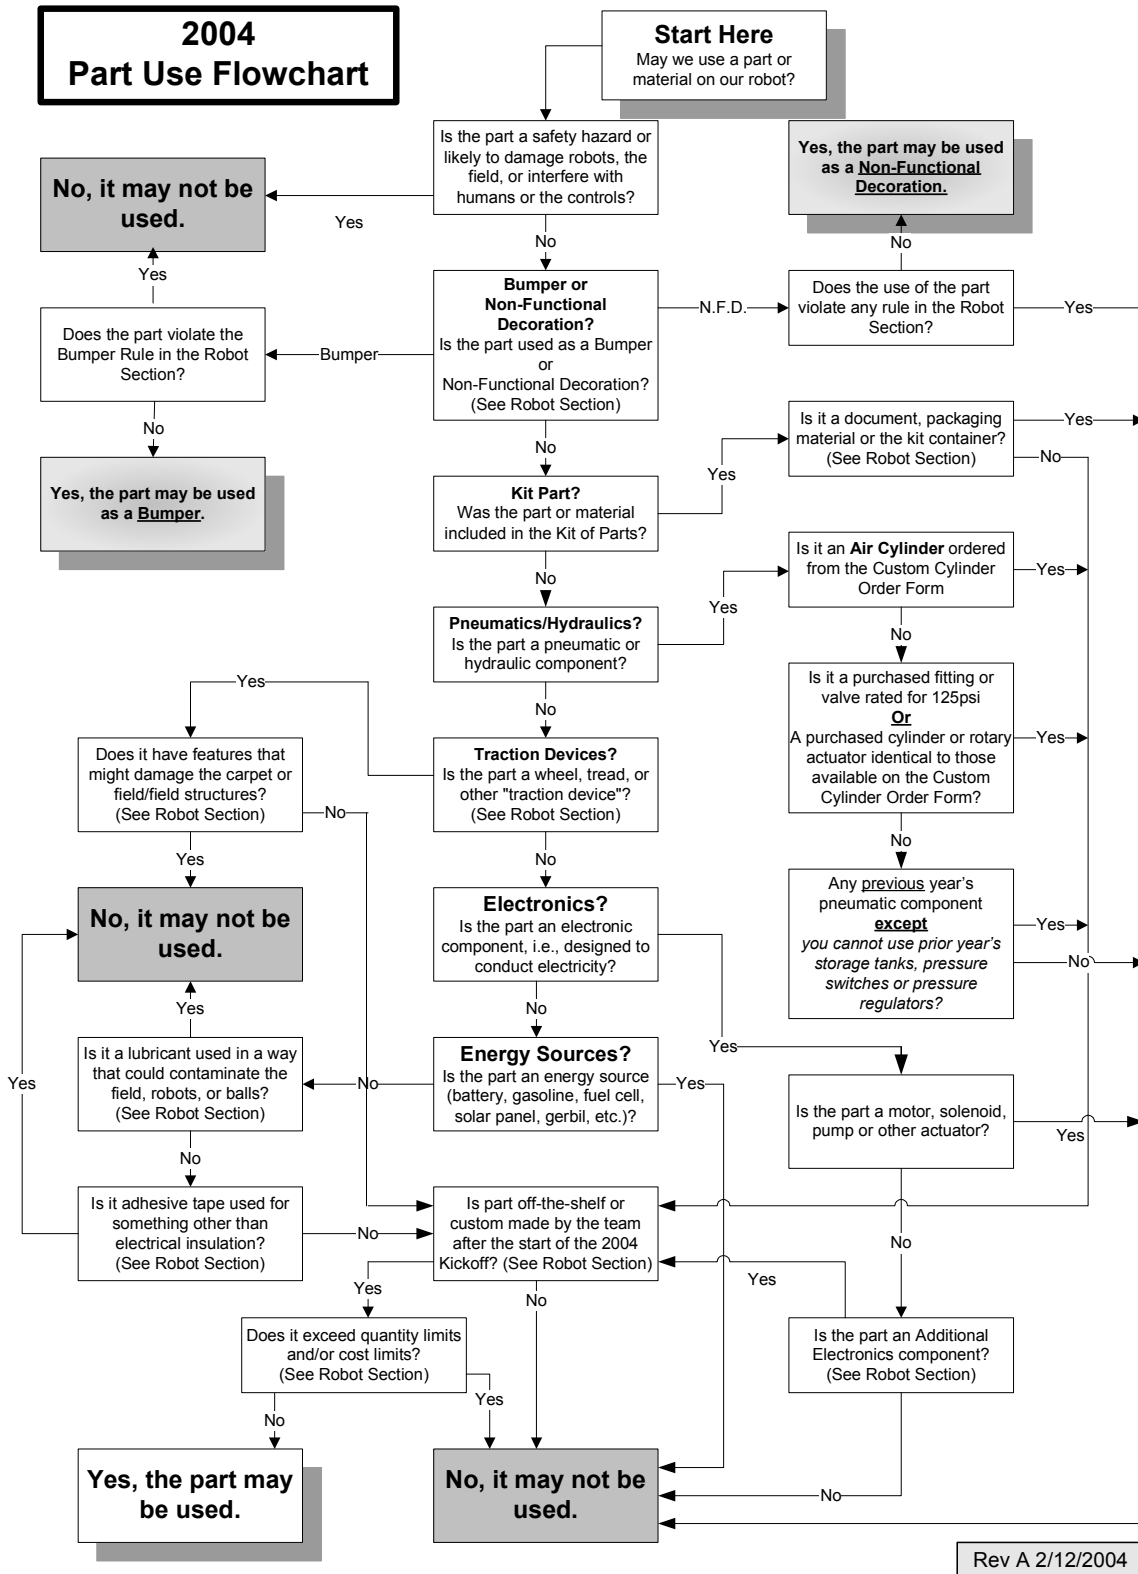 2004
Part Use Flowchart
Start Here
May we use a part or
material on our robot?
Is the part a safety hazard or
likely to damage robots, the
field, or interfere with
humans or the controls?
Yes, the part may be used
as a Non-Functional
Decoration.
No, it may not be
used.
Yes
No
No
Yes
Bumper or
Non-Functional
Decoration?
Is the part used as a Bumper
or
Non-Functional Decoration?
(See Robot Section)
N.F.D.
Does the use of the part
violate any rule in the Robot
Section?
Yes
Does the part violate the
Bumper Rule in the Robot
Section?
Bumper
No
Yes, the part may be used
as a Bumper.
No
Kit Part?
Was the part or material
included in the Kit of Parts?
Yes
Is it a document, packaging
material or the kit container?
(See Robot Section)
Yes
No
No
Pneumatics/Hydraulics?
Is the part a pneumatic or
hydraulic component?
Yes
Is it an Air Cylinder ordered
from the Custom Cylinder
Order Form
Yes
No
Is it a purchased fitting or
valve rated for 125psi
Or
A purchased cylinder or rotary
actuator identical to those
available on the Custom
Cylinder Order Form?
Yes
No
Any previous year's
pneumatic component
except
you cannot use prior year's
storage tanks, pressure
switches or pressure
regulators?
Yes
No
No
Traction Devices?
Is the part a wheel, tread, or
other "traction device"?
(See Robot Section)
Yes
Does it have features that
might damage the carpet or
field/field structures?
(See Robot Section)
No
Yes
No, it may not be
used.
No
Electronics?
Is the part an electronic
component, i.e., designed to
conduct electricity?
Yes
No
Energy Sources?
Is the part an energy source
(battery, gasoline, fuel cell,
solar panel, gerbil, etc.)?
Yes
No
Yes
Is it a lubricant used in a way
that could contaminate the
field, robots, or balls?
(See Robot Section)
Yes
No
Is it adhesive tape used for
something other than
electrical insulation?
(See Robot Section)
No
Is the part a motor, solenoid,
pump or other actuator?
Yes
No
Is part off-the-shelf or
custom made by the team
after the start of the 2004
Kickoff? (See Robot Section)
Yes
Yes
No
Does it exceed quantity limits
and/or cost limits?
(See Robot Section)
Yes
No
Is the part an Additional
Electronics component?
(See Robot Section)
No
Yes, the part may
be used.
No, it may not be
used.
Rev A 2/12/2004